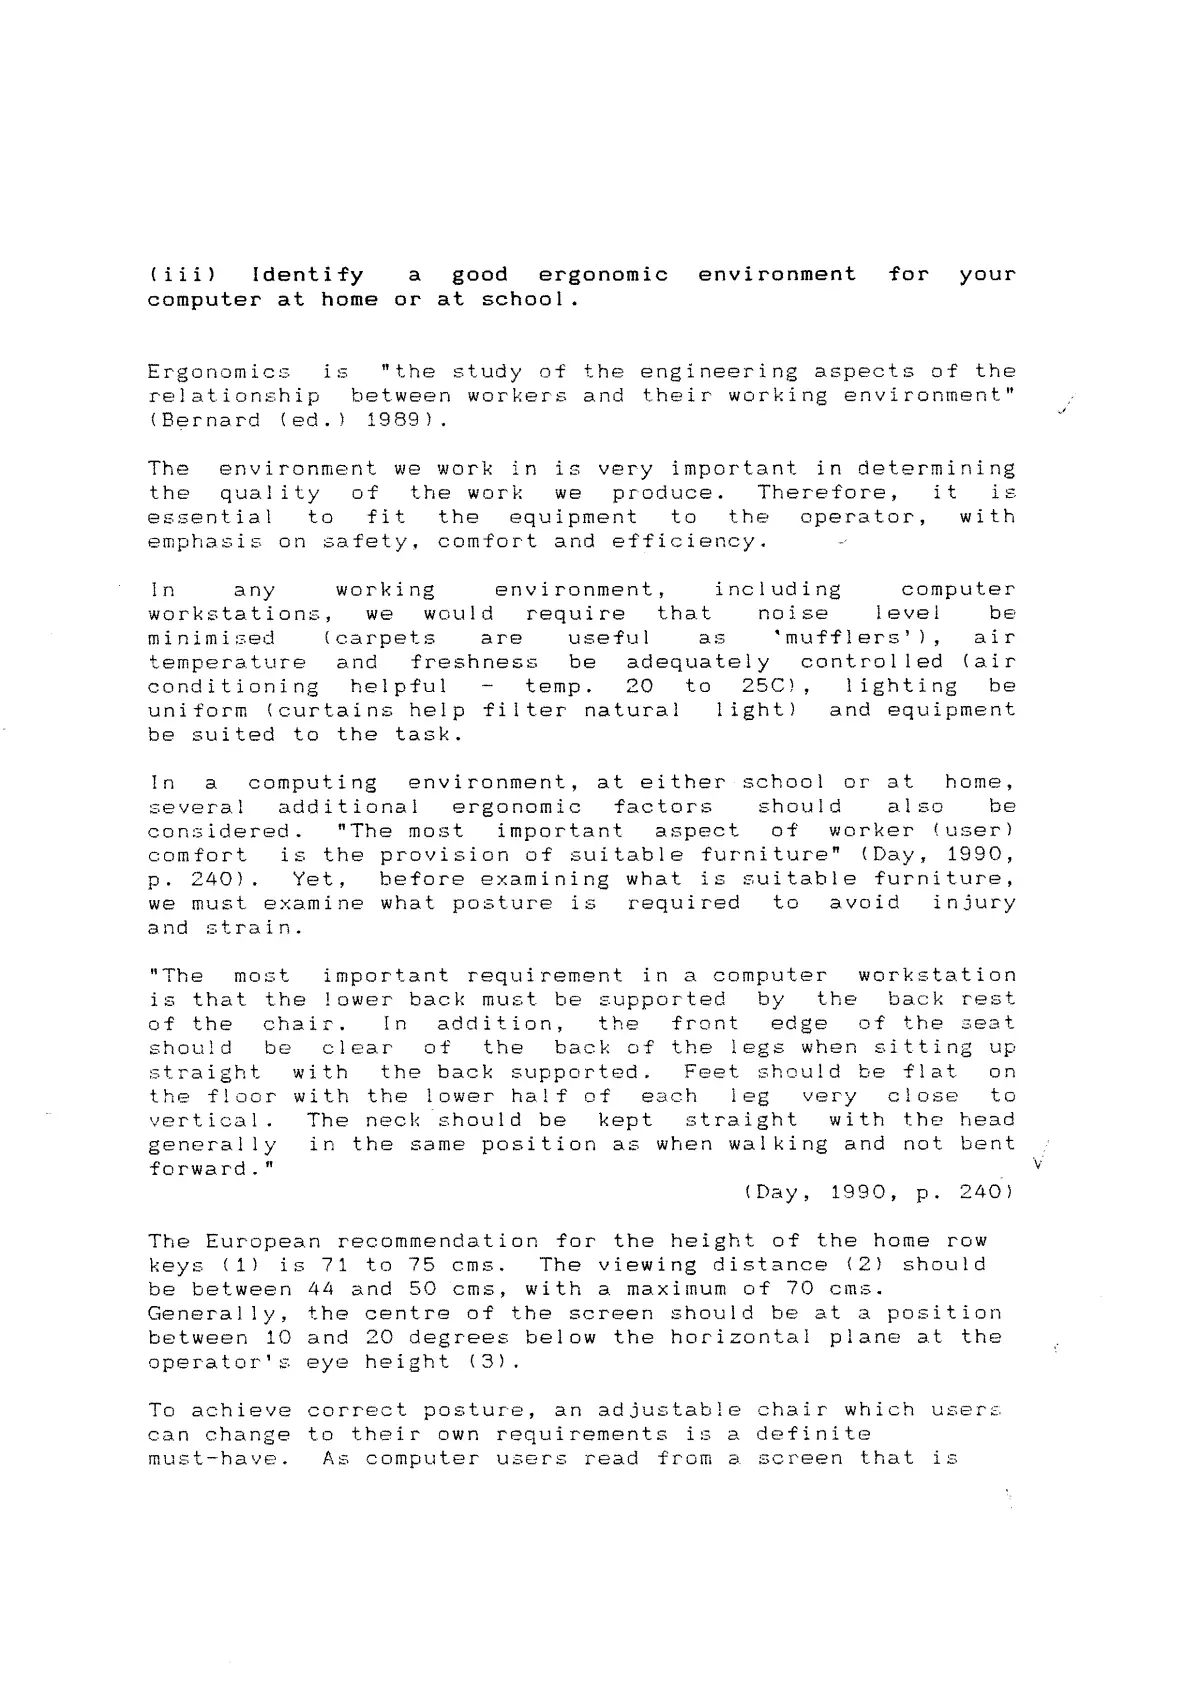 (iii) Identify a good ergonomic environment for your
computer at home or at school.
Ergonomics is "the study of the engineering aspects of the
relationship between workers and their working environment"
(Bernard (ed.) 1989).
The environment we work in is very important in determining
the quality of the work we produce. Therefore, it is
essential to fit the equipment to the operator, with
emphasis on safety, comfort and efficiency.
In any working environment, including computer
workstations, we would require that noise level be
minimised (carpets are useful as 'mufflers'), air
temperature and freshness be adequately controlled (air
conditioning helpful - temp. 20 to 25C), lighting be
uniform (curtains help filter natural light) and equipment
be suited to the task.
In a computing environment, at either school or at home,
several additional ergonomic factors should also be
considered. "The most important aspect of worker (user)
comfort is the provision of suitable furniture" (Day, 1990,
p. 240). Yet, before examining what is suitable furniture,
we must examine what posture is required to avoid injury
and strain.
"The most important requirement in a computer workstation
is that the lower back must be supported by the back rest
of the chair. In addition, the front edge of the seat
should be clear of the back of the legs when sitting up
straight with the back supported. Feet should be flat on
the floor with the lower half of each leg very close to
vertical. The neck should be kept straight with the head
generally in the same position as when walking and not bent
forward."
(Day, 1990, p. 240)
The European recommendation for the height of the home row
keys (1) is 71 to 75 cms. The viewing distance (2) should
be between 44 and 50 cms, with a maximum of 70 cms.
Generally, the centre of the screen should be at a position
between 10 and 20 degrees below the horizontal plane at the
operator's eye height (3).
To achieve correct posture, an adjustable chair which users
can change to their own requirements is a definite
must-have. As computer users read from a screen that is